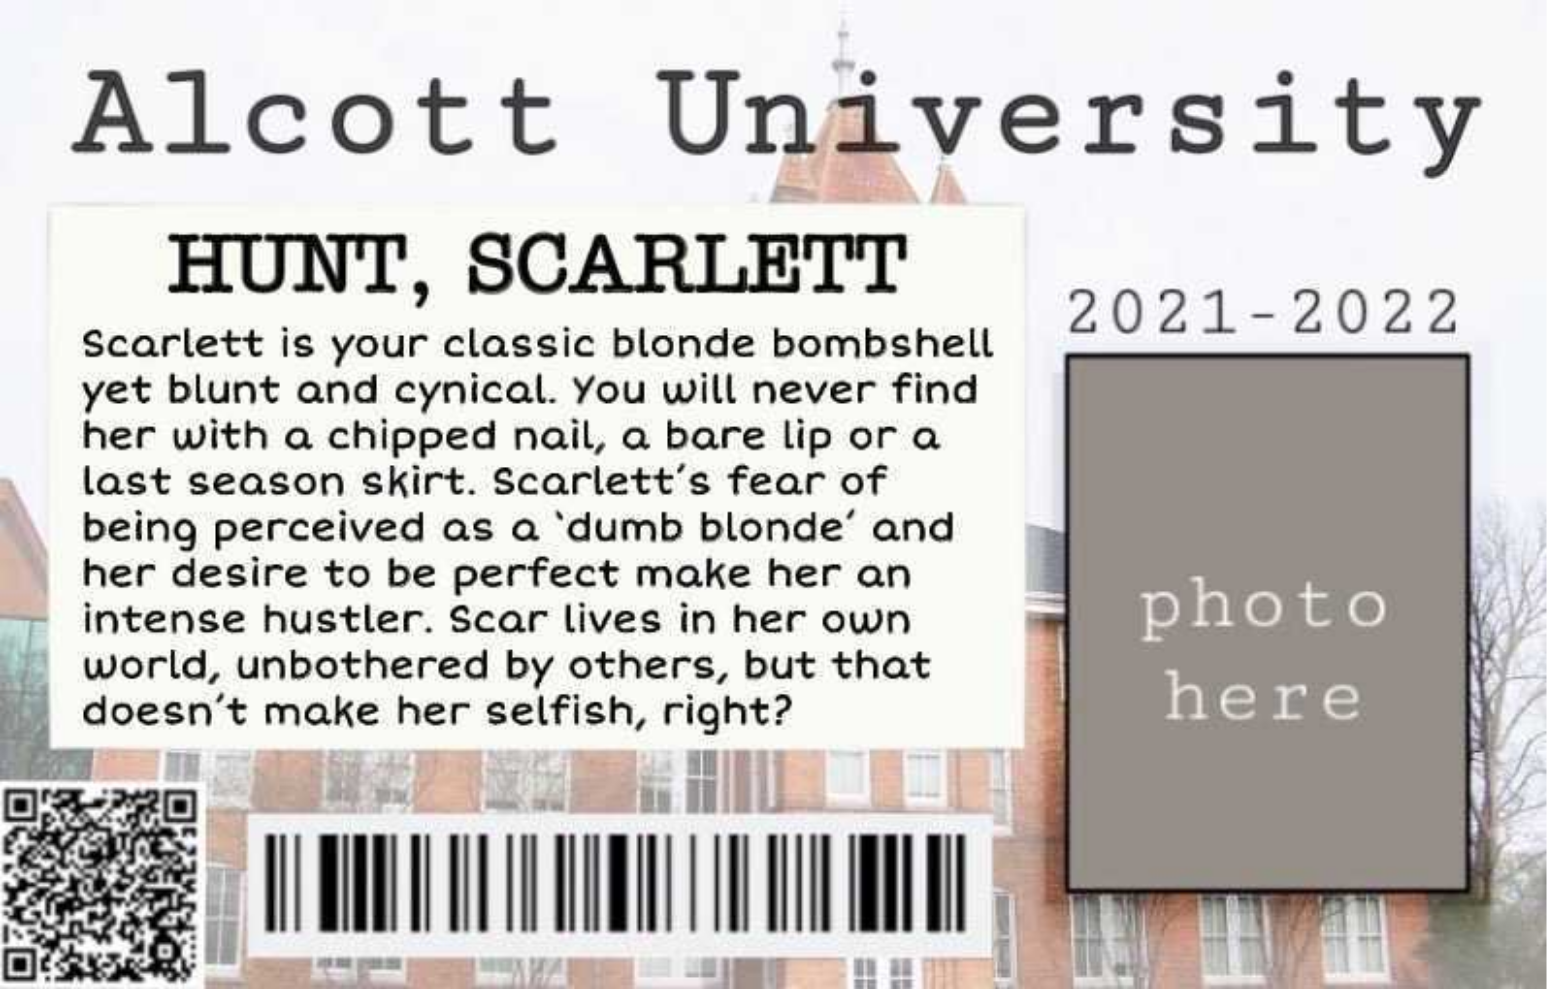 Alcott University
HUNT, SCARLETT
Scarlett is your classic blonde bombshell
yet blunt and cynical. You will never find
her with a chipped nail, a bare lip or a
last season skirt. Scarlett's fear of
being perceived as a 'dumb blonde' and
her desire to be perfect make her an
intense hustler. Scar lives in her own
world, unbothered by others, but that
doesn't make her selfish, right?
2021-2022
photo
here